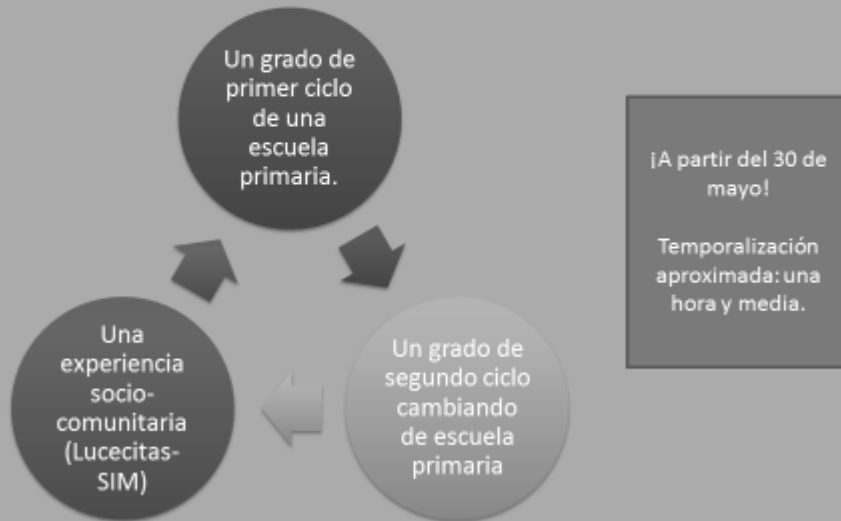 Un grado de
primer ciclo
de una
escuela
primaria.
¡A partir del 30 de
mayo!
Temporalización
aproximada: una
hora y media.
Un grado de
segundo ciclo
cambiando
de escuela
primaria
Una
experiencia
socio-
comunitaria
(Lucecitas-
SIM)